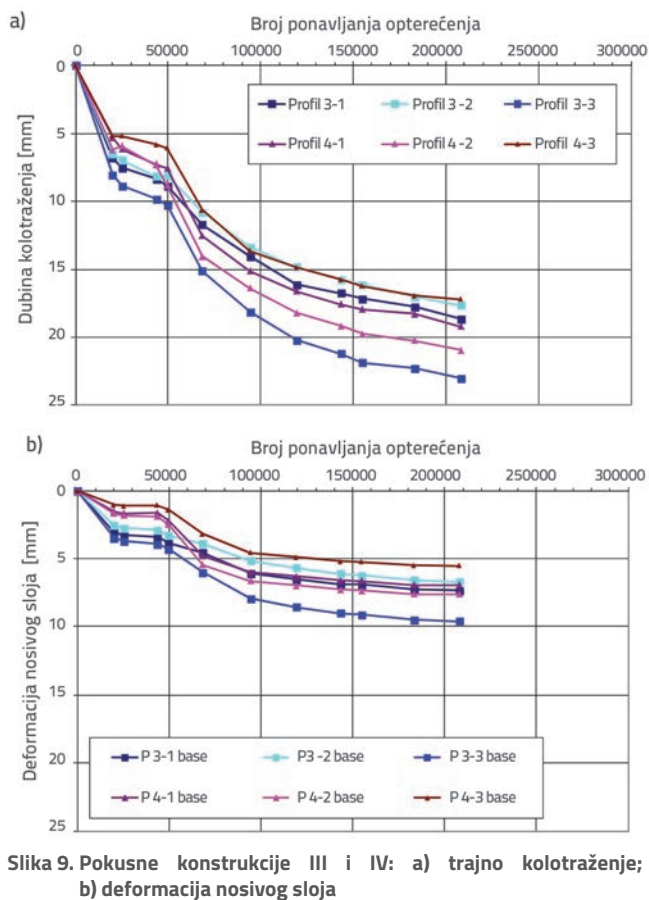 a)
Broj ponavljanja opterećenja
0 50000 100000 150000 200000 250000 300000
Profil 3-1 Profil 3 -2 Profil 3-3
Profil 4-1 Profil 4 -2 Profil 4-3
Dubina kolotraženja [mm]
0
5
10
15
20
25
b)
Broj ponavljanja opterećenja
0 50000 100000 150000 200000 250000 300000
Deformacija nosivog sloja [mm]
0
5
10
15
20
25
P 3-1 base P3 -2 base P 3-3 base
P 4-1 base P 4-2 base P 4-3 base
Slika 9. Pokusne konstrukcije III i IV: a) trajno kolotraženje;
b) deformacija nosivog sloja